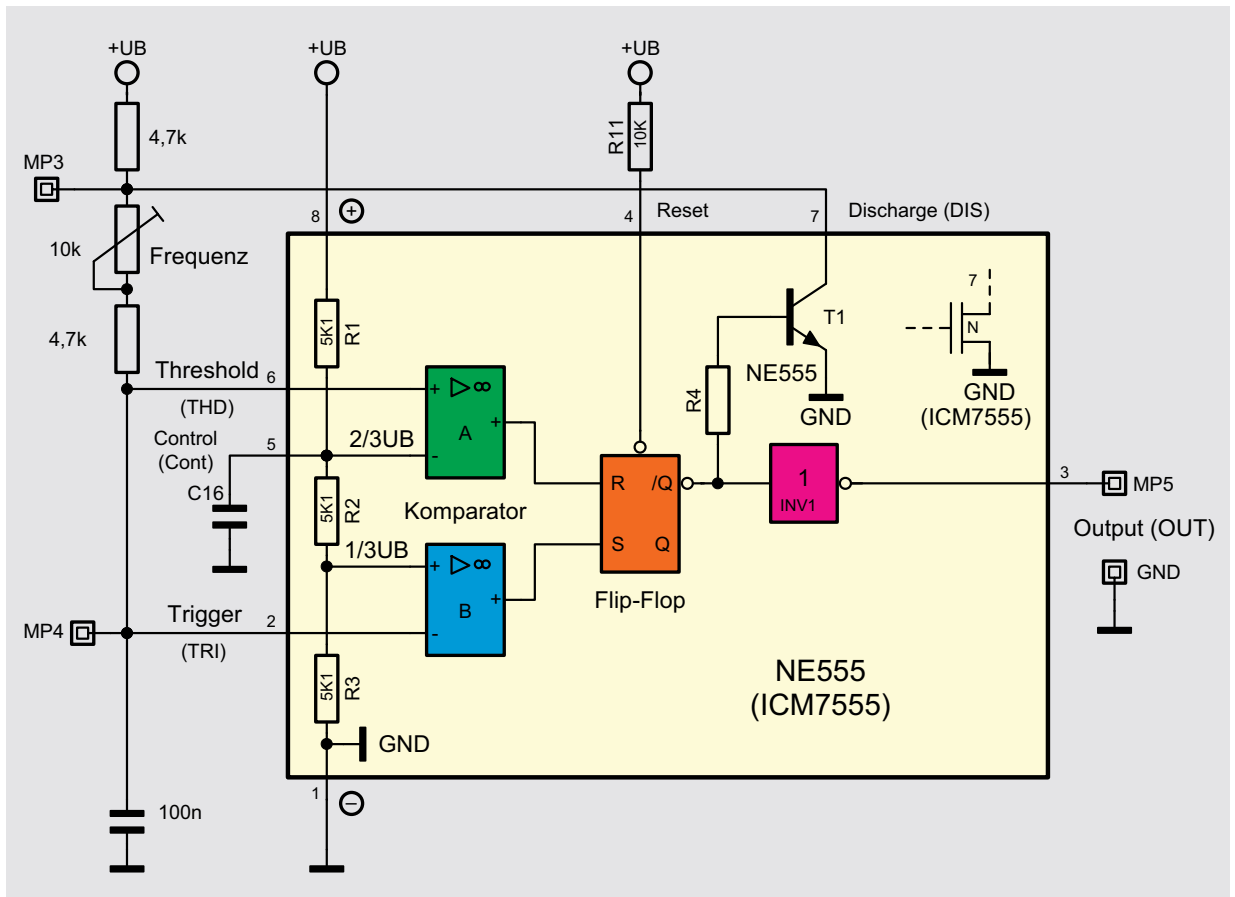 +UB
+UB
+UB
4,7k
R11
10K
MP3
8
+
4
Reset
7
Discharge (DIS)
10k
Frequenz
7
5K1
R1
T1
N
4,7k
NE555
GND
GND
(ICM7555)
Threshold
6
(THD)
+
▷∞
A
+
-
R4
Control
(Cont)
5
2/3UB
C16
5K1
R2
Komparator
R
/Q
S
Q
Flip-Flop
1
INV1
3
MP5
Output (OUT)
GND
1/3UB
+
▷∞
B
+
-
MP4
Trigger
2
(TRI)
5K1
R3
GND
NE555
(ICM7555)
1
−
100n